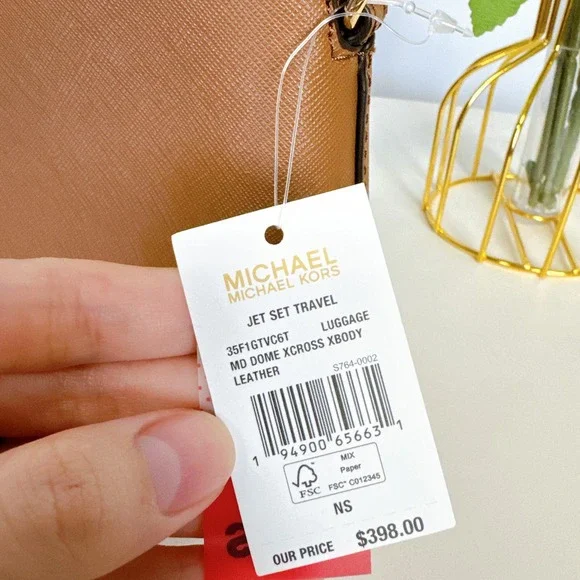 MICHAEL
MICHAEL KORS
JET SET TRAVEL
35F1GTVC6T LUGGAGE
MD DOME XCROSS XBODY
LEATHER S764-0002
1 94900 65663 1
FSC
MIX
Paper
FSC™ C012345
NS
OUR PRICE $398.00
a